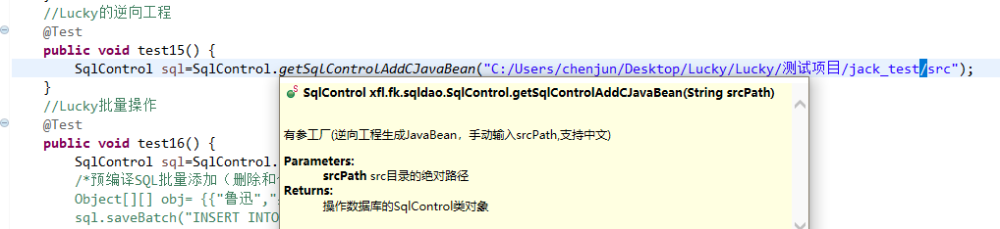 //Lucky的逆向工程
@Test
public void test15() {
SqlControl sql=SqlControl.getSqlControlAddCJavaBean("C:/Users/chenjun/Desktop/Lucky/Lucky/测试项目/jack_test/src");
}
//Lucky批量操作
@Test
public void test16() {
SqlControl sql=SqlControl.
/*预编译SQL批量添加（删除和
Object[][] obj= {{"鲁迅",
sql.saveBatch("INSERT INTO
SqlControl xfl.fk.sqldao.SqlControl.getSqlControlAddCJavaBean(String srcPath)
有参工厂(逆向工程生成JavaBean，手动输入srcPath,支持中文)
Parameters:
srcPath src目录的绝对路径
Returns:
操作数据库的SqlControl类对象